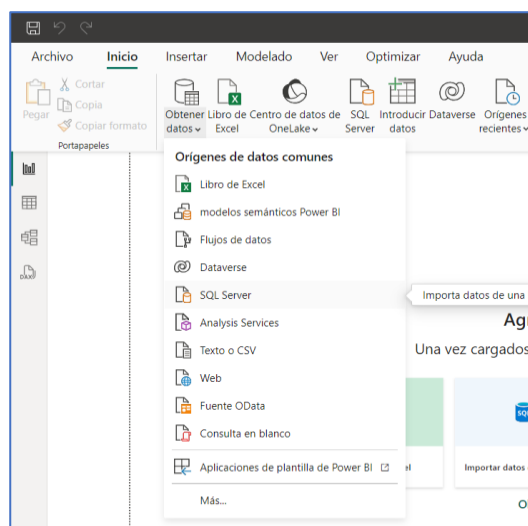 Archivo Inicio Insertar Modelado Ver Optimizar Ayuda
Pegar
Cortar
Copia
Copiar formato
Portapapeles
Obtener datos
Libro de Excel
Centro de datos de OneLake
SQL Server
Introducir datos
Dataverse
Orígenes recientes
Orígenes de datos comunes
Libro de Excel
modelos semánticos Power BI
Flujos de datos
Dataverse
SQL Server
Importa datos de una
Analysis Services
Texto o CSV
Web
Fuente OData
Consulta en blanco
Aplicaciones de plantilla de Power BI
Más...
Una vez cargados
Importar datos